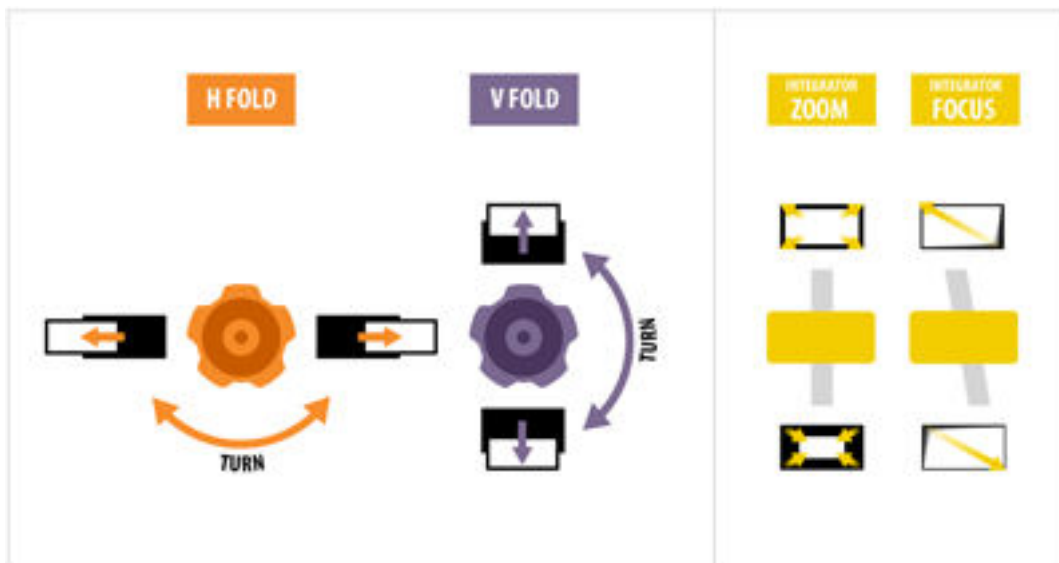 H FOLD
V FOLD
INTEGRATOR
ZOOM
INTEGRATOR
FOCUS
TURN
TURN